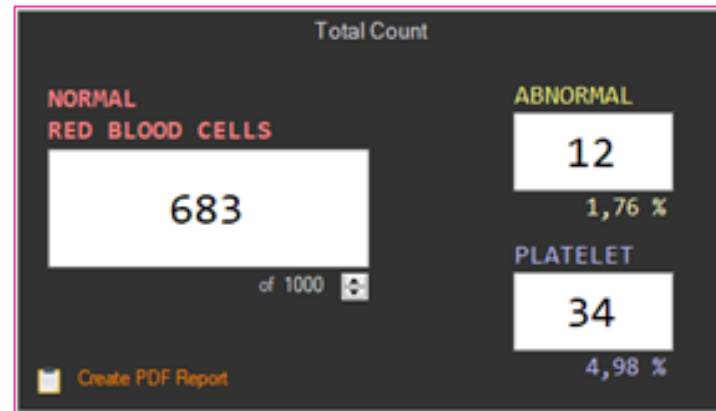 Total Count
NORMAL
RED BLOOD CELLS
683
of 1000
ABNORMAL
12
1,76 %
PLATELET
34
4,98 %
Create PDF Report